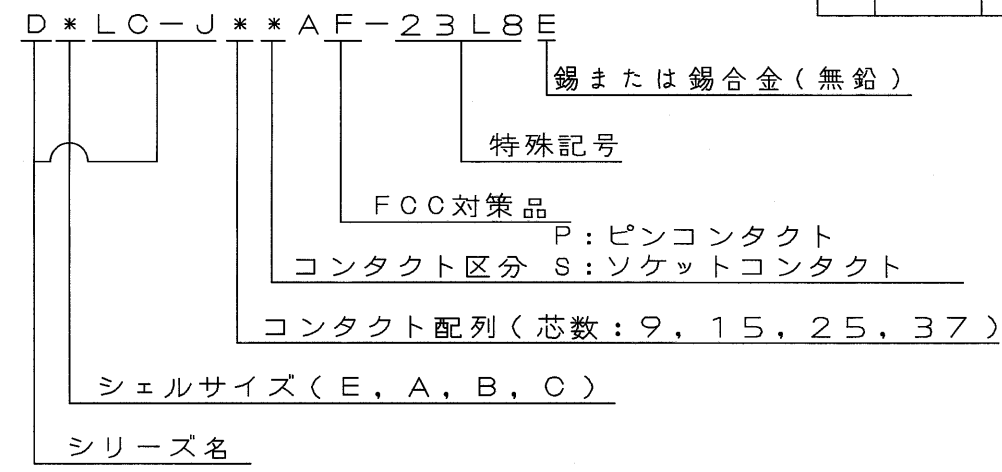 D*LC-J**AF-23L8E
錫または錫合金(無鉛)
特殊記号
FCC対策品
P:ピンコンタクト
コンタクト区分 S:ソケットコンタクト
コンタクト配列(芯数:9,15,25,37)
シェルサイズ(E,A,B,C)
シリーズ名